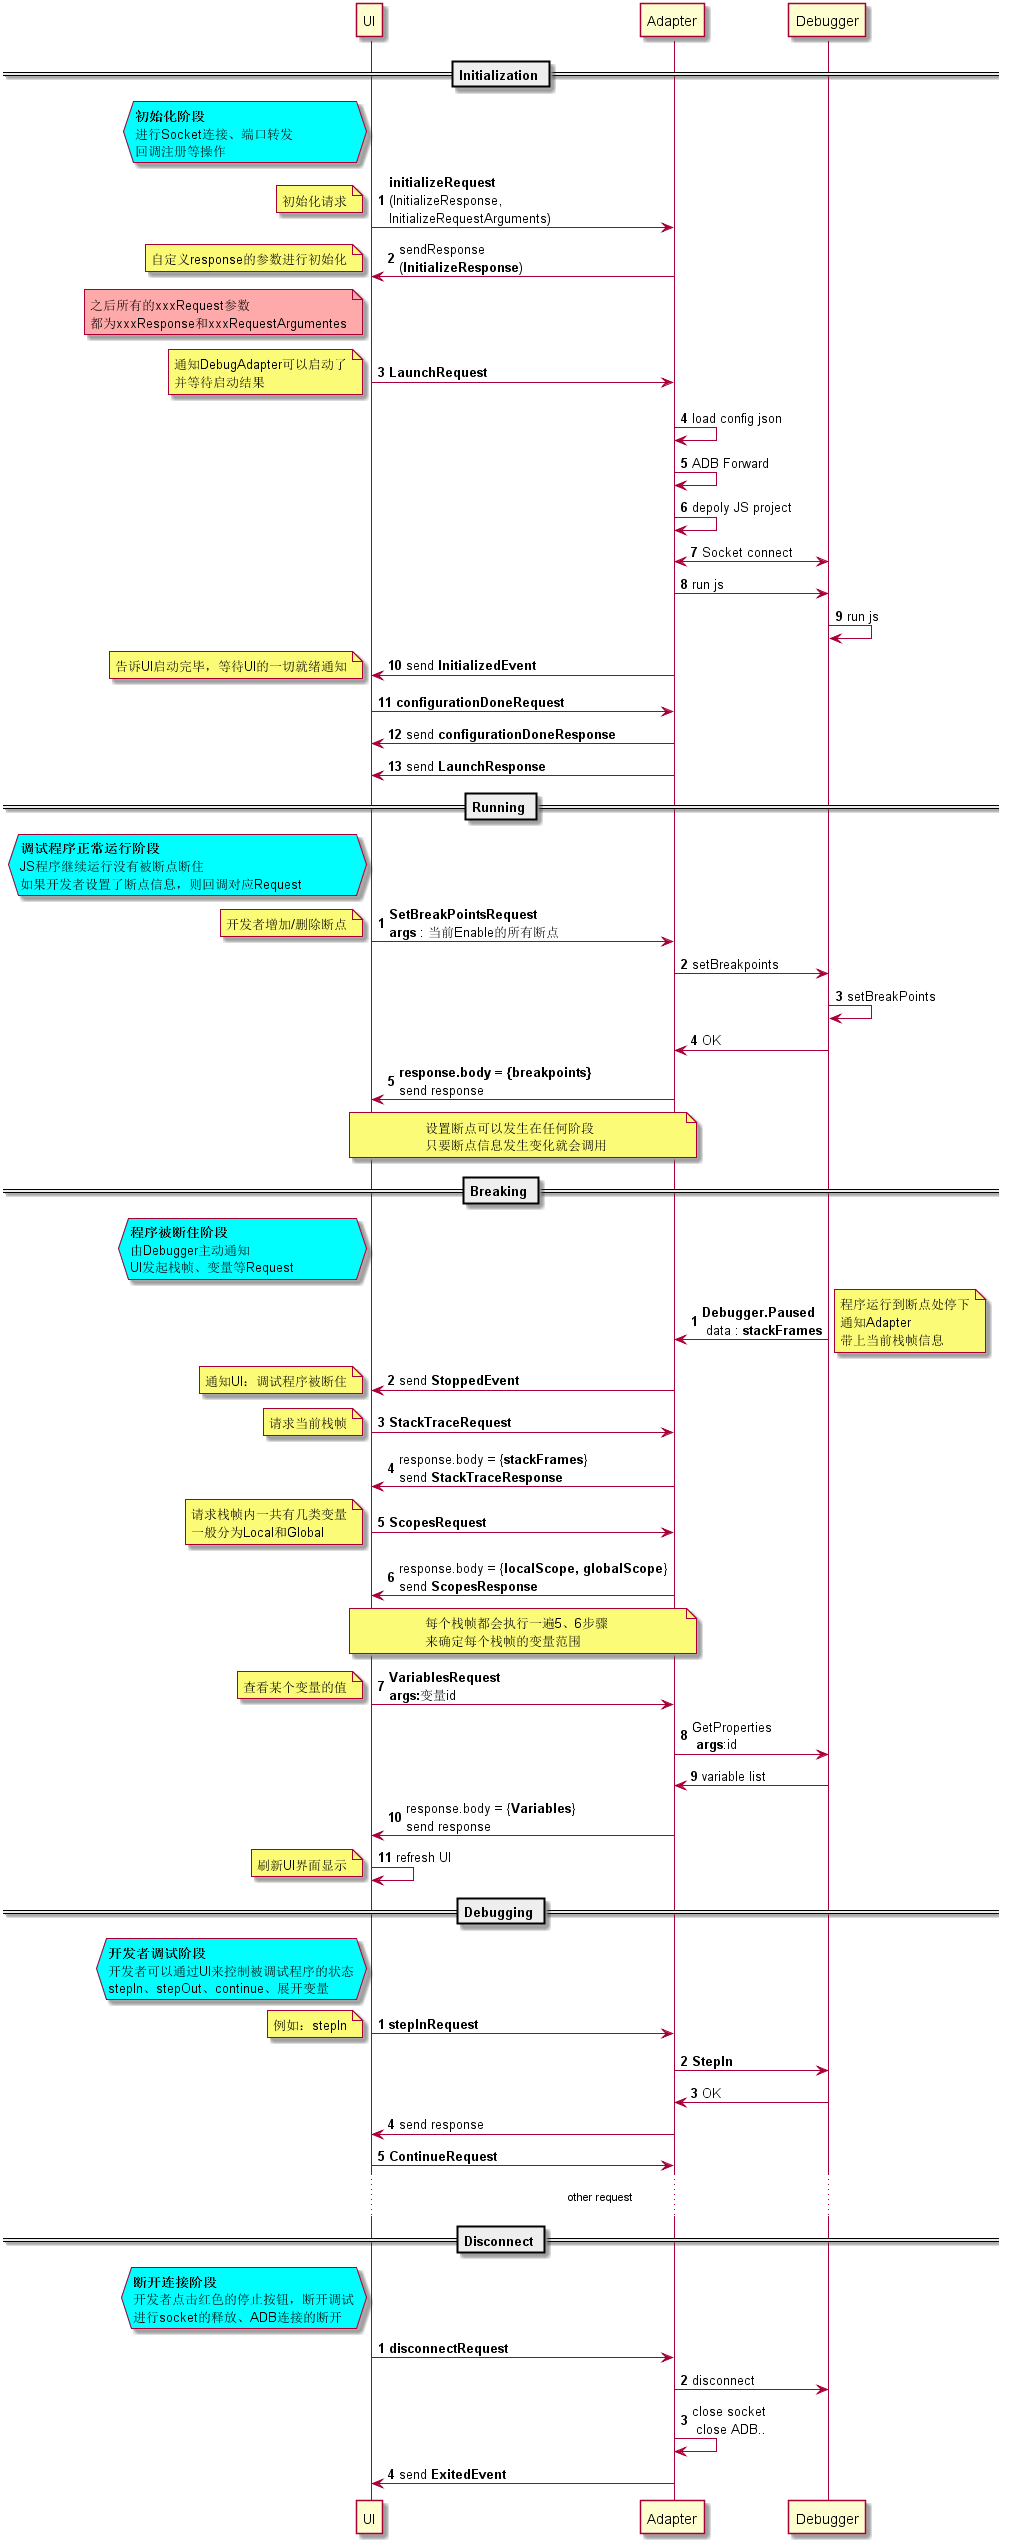 UI
Adapter
Debugger
Initialization
初始化阶段
进行Socket连接、端口转发
回调注册等操作
初始化请求
1 initializeRequest
(InitializeResponse,
InitializeRequestArguments)
自定义response的参数进行初始化
2 sendResponse
(InitializeResponse)
之后所有的xxxRequest参数
都为xxxResponse和xxxRequestArgumentes
通知DebugAdapter可以启动了
并等待启动结果
3 LaunchRequest
4 load config json
5 ADB Forward
6 depoly JS project
7 Socket connect
8 run js
9 run js
告诉UI启动完毕，等待UI的一切就绪通知
10 send InitializedEvent
11 configurationDoneRequest
12 send configurationDoneResponse
13 send LaunchResponse
Running
调试程序正常运行阶段
JS程序继续运行没有被断点断住
如果开发者设置了断点信息，则回调对应Request
开发者增加/删除断点
1 SetBreakPointsRequest
args : 当前Enable的所有断点
2 setBreakpoints
3 setBreakPoints
4 OK
5 response.body = {breakpoints}
send response
设置断点可以发生在任何阶段
只要断点信息发生变化就会调用
Breaking
程序被断住阶段
由Debugger主动通知
UI发起栈帧、变量等Request
1 Debugger.Paused
data : stackFrames
程序运行到断点处停下
通知Adapter
带上当前栈帧信息
通知UI：调试程序被断住
2 send StoppedEvent
请求当前栈帧
3 StackTraceRequest
4 response.body = {stackFrames}
send StackTraceResponse
请求栈帧内一共有几类变量
一般分为Local和Global
5 ScopesRequest
6 response.body = {localScope, globalScope}
send ScopesResponse
每个栈帧都会执行一遍5、6步骤
来确定每个栈帧的变量范围
查看某个变量的值
7 VariablesRequest
args:变量id
8 GetProperties
args:id
9 variable list
10 response.body = {Variables}
send response
刷新UI界面显示
11 refresh UI
Debugging
开发者调试阶段
开发者可以通过UI来控制被调试程序的状态
stepIn、stepOut、continue、展开变量
例如：stepIn
1 stepInRequest
2 StepIn
3 OK
4 send response
5 ContinueRequest
other request
Disconnect
断开连接阶段
开发者点击红色的停止按钮，断开调试
进行socket的释放、ADB连接的断开
1 disconnectRequest
2 disconnect
3 close socket
close ADB..
4 send ExitedEvent
UI
Adapter
Debugger